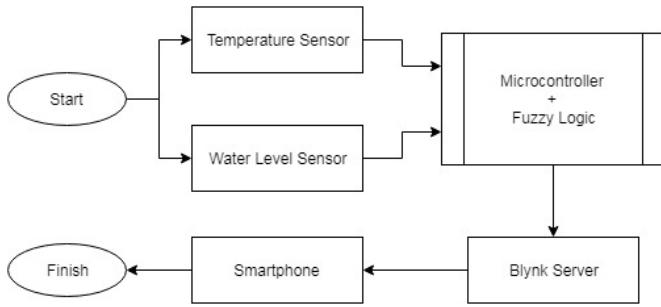 Start
Temperature Sensor
Water Level Sensor
Microcontroller
+
Fuzzy Logic
Blynk Server
Smartphone
Finish